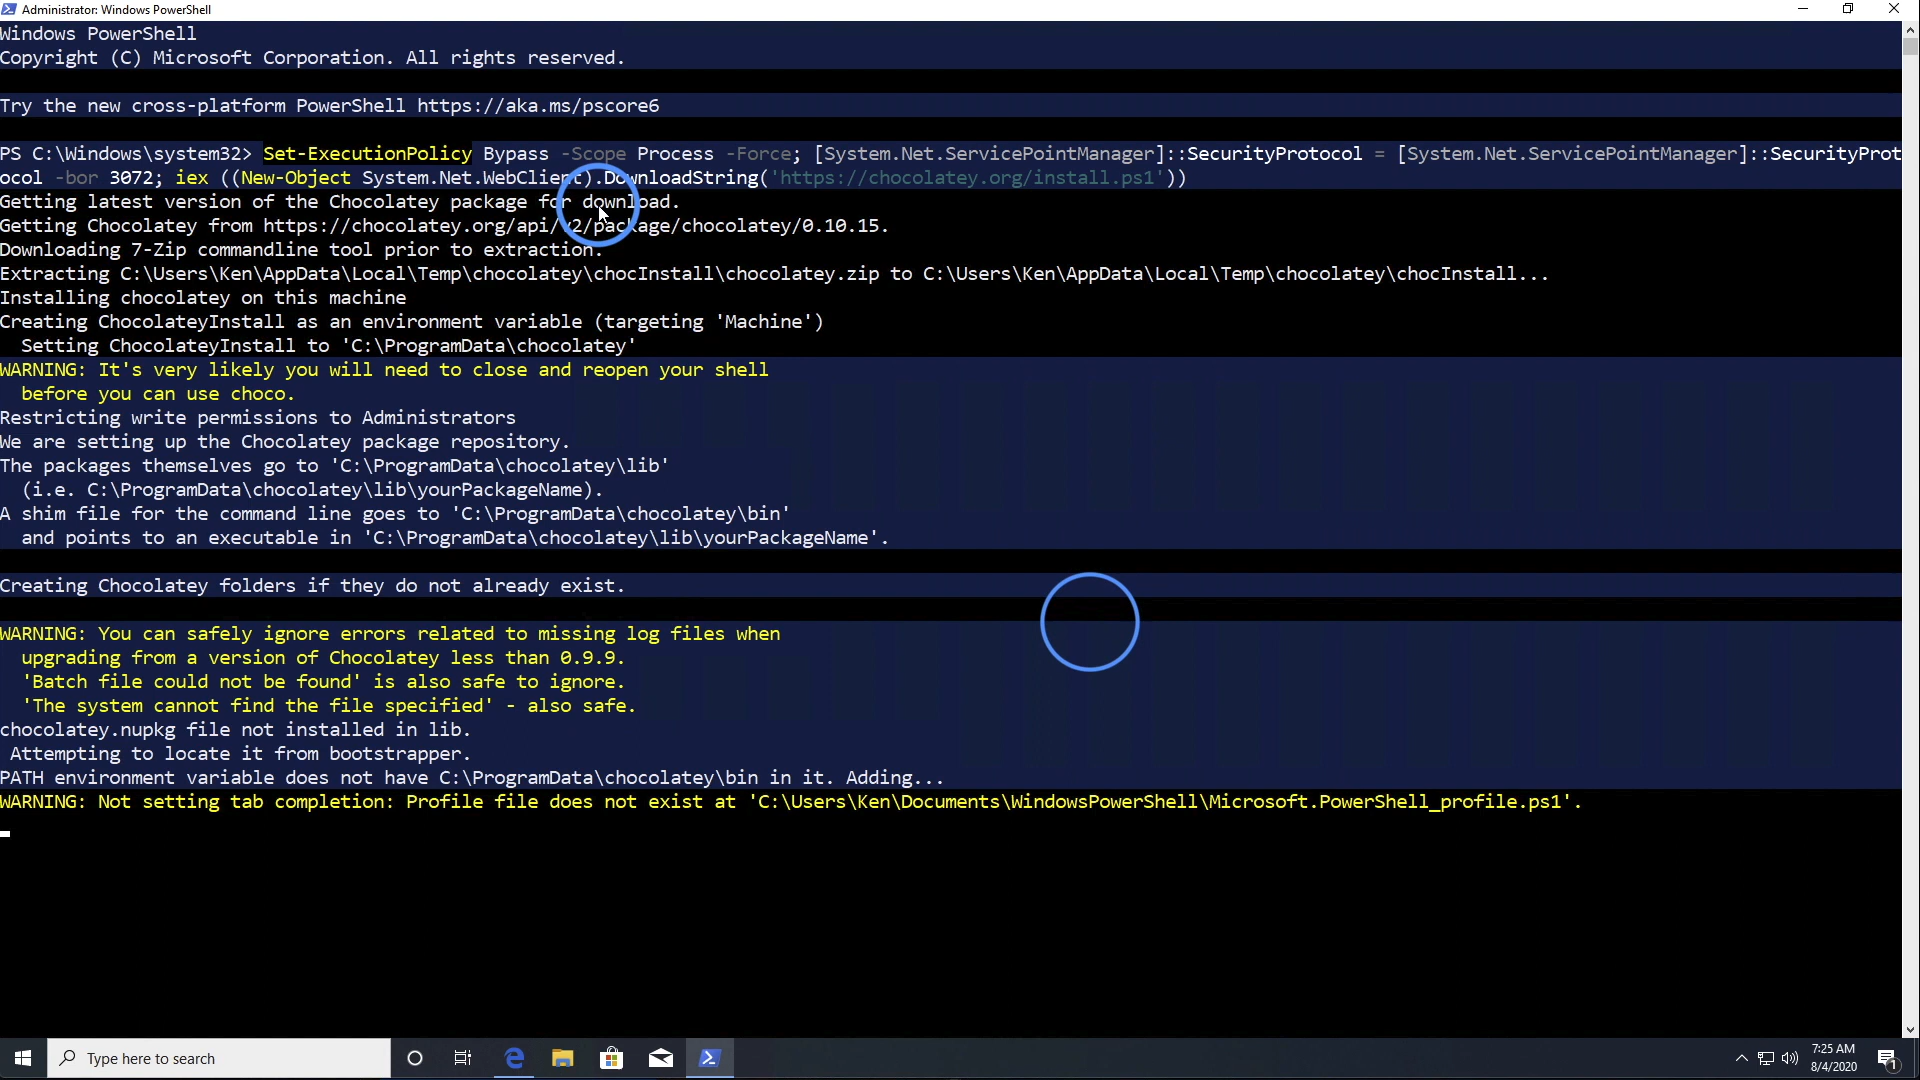 Administrator: Windows PowerShell
Windows PowerShell
Copyright (C) Microsoft Corporation. All rights reserved.
Try the new cross-platform PowerShell https://aka.ms/pscore6
PS C:\Windows\system32> Set-ExecutionPolicy Bypass -Scope Process -Force; [System.Net.ServicePointManager]::SecurityProtocol = [System.Net.ServicePointManager]::SecurityProt
ocol -bor 3072; iex ((New-Object System.Net.WebClient).DownloadString('https://chocolatey.org/install.ps1'))
Getting latest version of the Chocolatey package for download.
Getting Chocolatey from https://chocolatey.org/api/v2/package/chocolatey/0.10.15.
Downloading 7-Zip commandline tool prior to extraction.
Extracting C:\Users\Ken\AppData\Local\Temp\chocolatey\chocInstall\chocolatey.zip to C:\Users\Ken\AppData\Local\Temp\chocolatey\chocInstall...
Installing chocolatey on this machine
Creating ChocolateyInstall as an environment variable (targeting 'Machine')
  Setting ChocolateyInstall to 'C:\ProgramData\chocolatey'
WARNING: It's very likely you will need to close and reopen your shell
  before you can use choco.
Restricting write permissions to Administrators
We are setting up the Chocolatey package repository.
The packages themselves go to 'C:\ProgramData\chocolatey\lib'
  (i.e. C:\ProgramData\chocolatey\lib\yourPackageName).
A shim file for the command line goes to 'C:\ProgramData\chocolatey\bin'
  and points to an executable in 'C:\ProgramData\chocolatey\lib\yourPackageName'.
Creating Chocolatey folders if they do not already exist.
WARNING: You can safely ignore errors related to missing log files when
  upgrading from a version of Chocolatey less than 0.9.9.
  'Batch file could not be found' is also safe to ignore.
  'The system cannot find the file specified' - also safe.
chocolatey.nupkg file not installed in lib.
 Attempting to locate it from bootstrapper.
PATH environment variable does not have C:\ProgramData\chocolatey\bin in it. Adding...
WARNING: Not setting tab completion: Profile file does not exist at 'C:\Users\Ken\Documents\WindowsPowerShell\Microsoft.PowerShell_profile.ps1'.
Type here to search
7:25 AM
8/4/2020
1